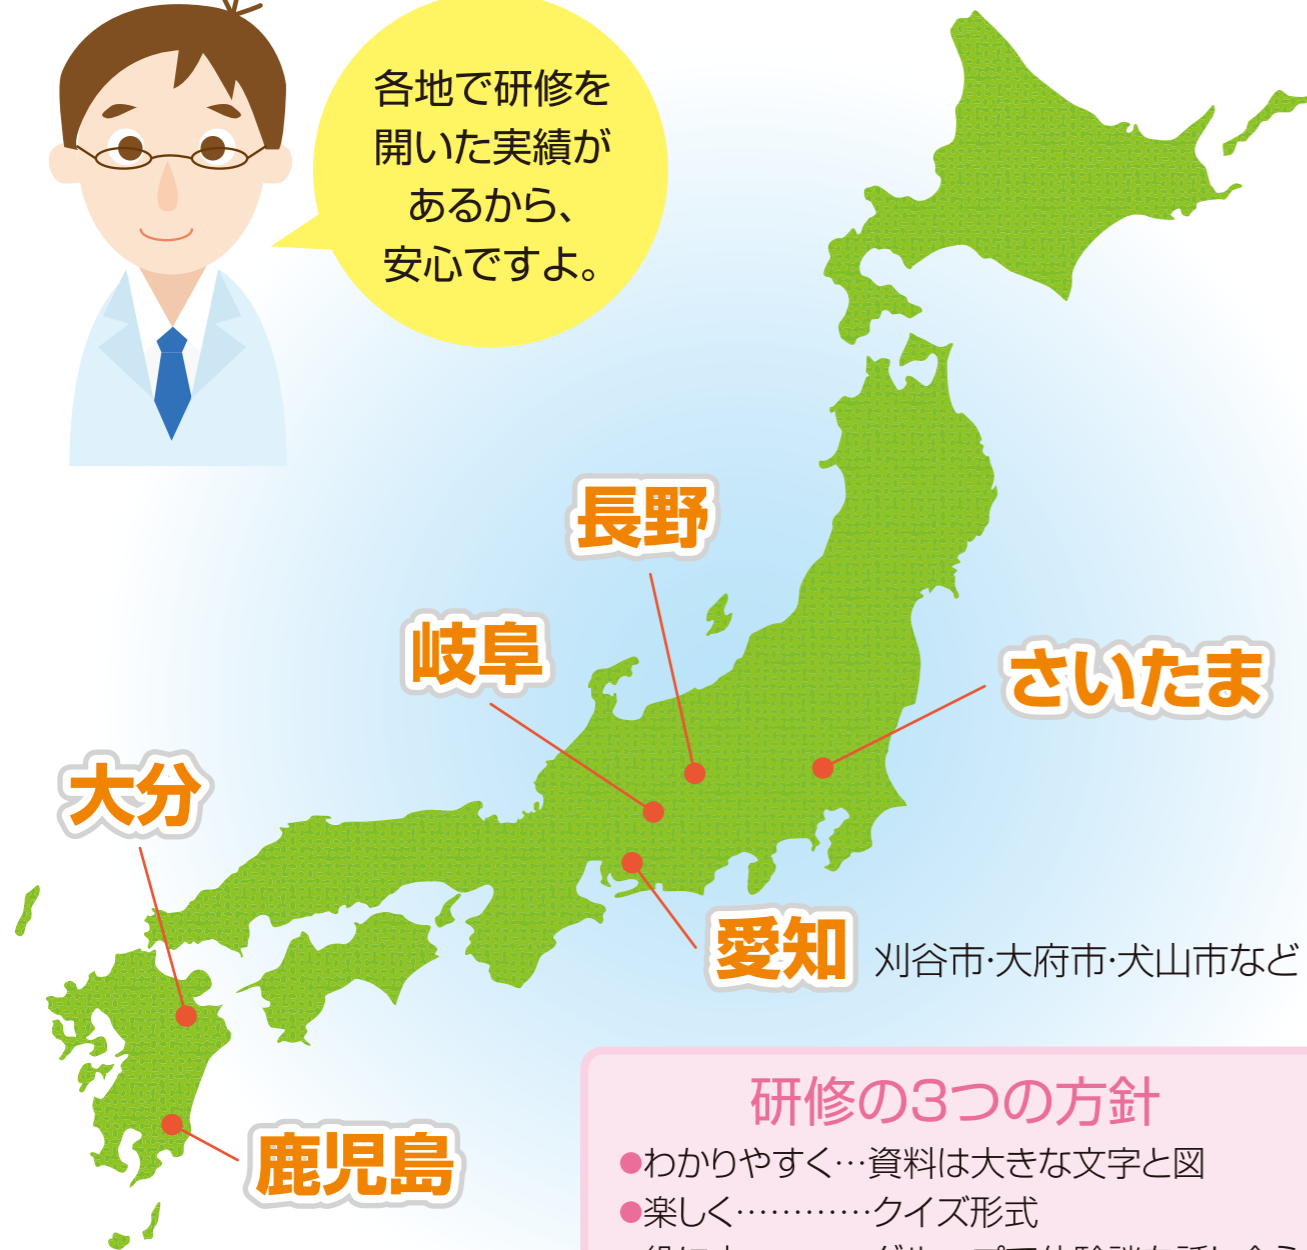 各地で研修を
開いた実績が
あるから、
安心ですよ。
長野
岐阜
さいたま
大分
愛知 刈谷市・大府市・犬山市など
鹿児島
研修の3つの方針
●わかりやすく…資料は大きな文字と図
●楽しく…………クイズ形式